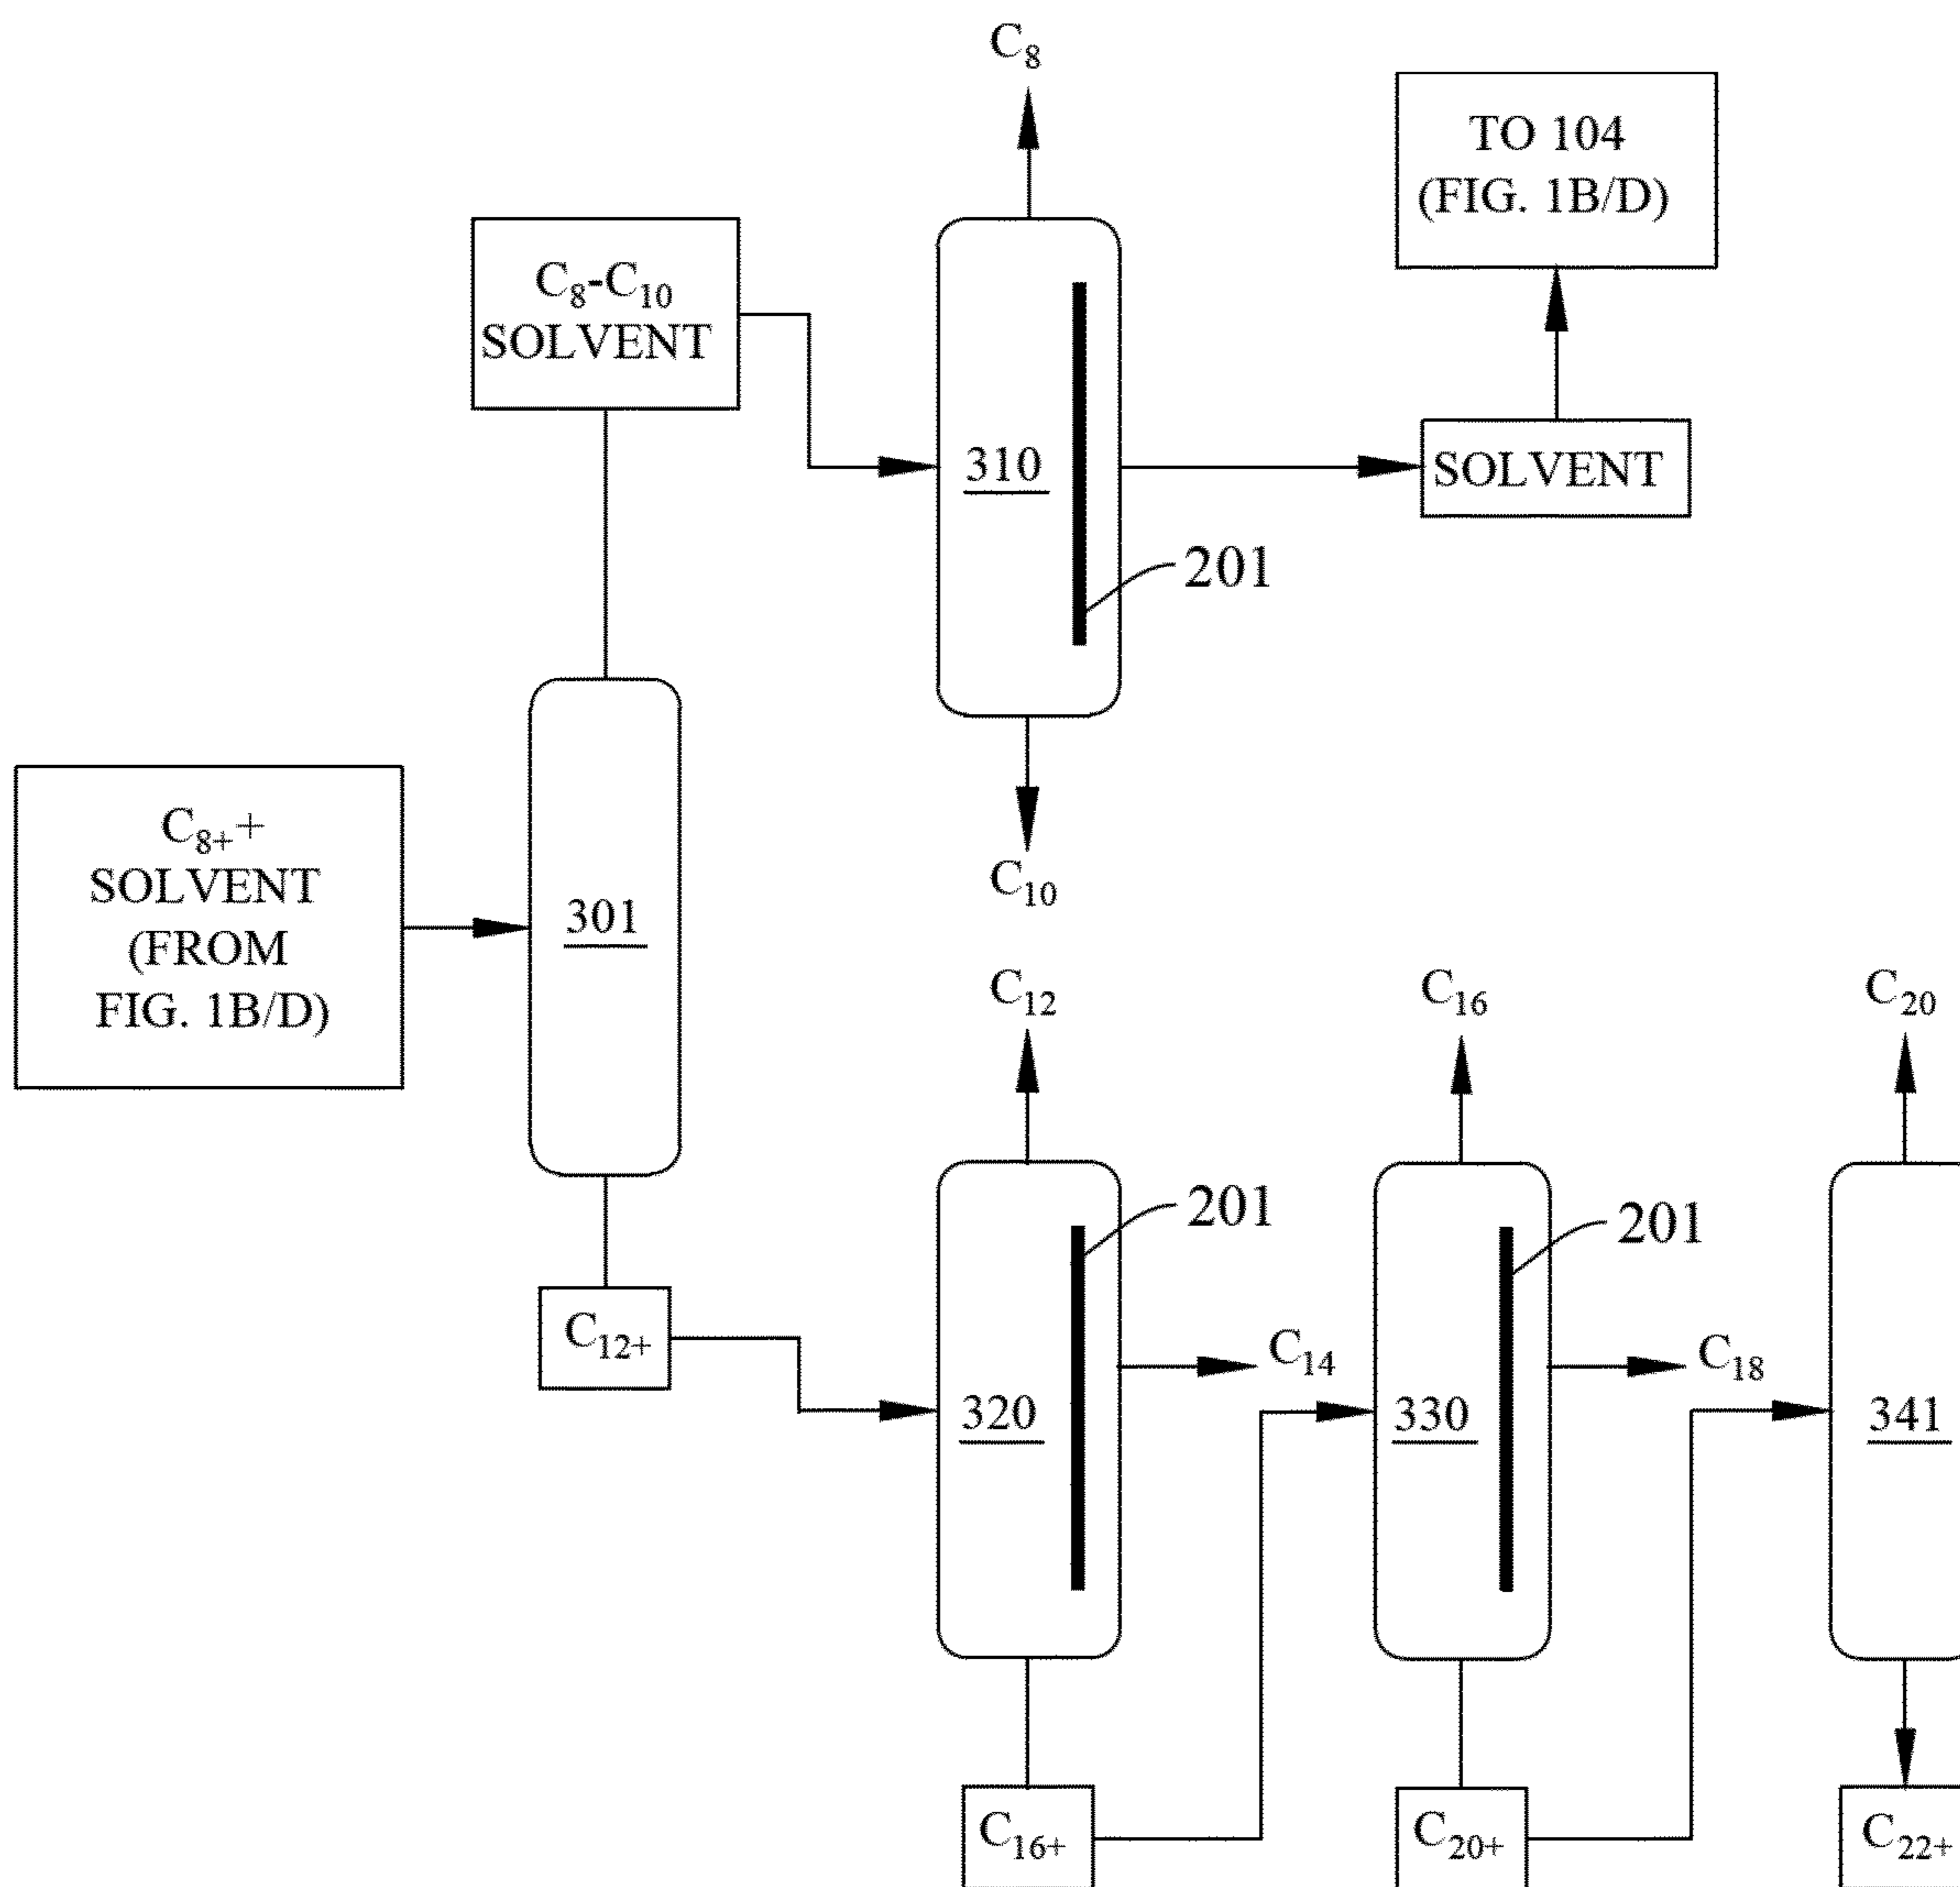 C₈
TO 104
(FIG. 1B/D)
C₈-C₁₀
SOLVENT
310
SOLVENT
201
C₁₀
C₈₊+
SOLVENT
(FROM
FIG. 1B/D)
301
C₁₂
C₁₆
C₂₀
201
201
C₁₂₊
C₁₄
C₁₈
320
330
341
C₁₆₊
C₂₀₊
C₂₂₊